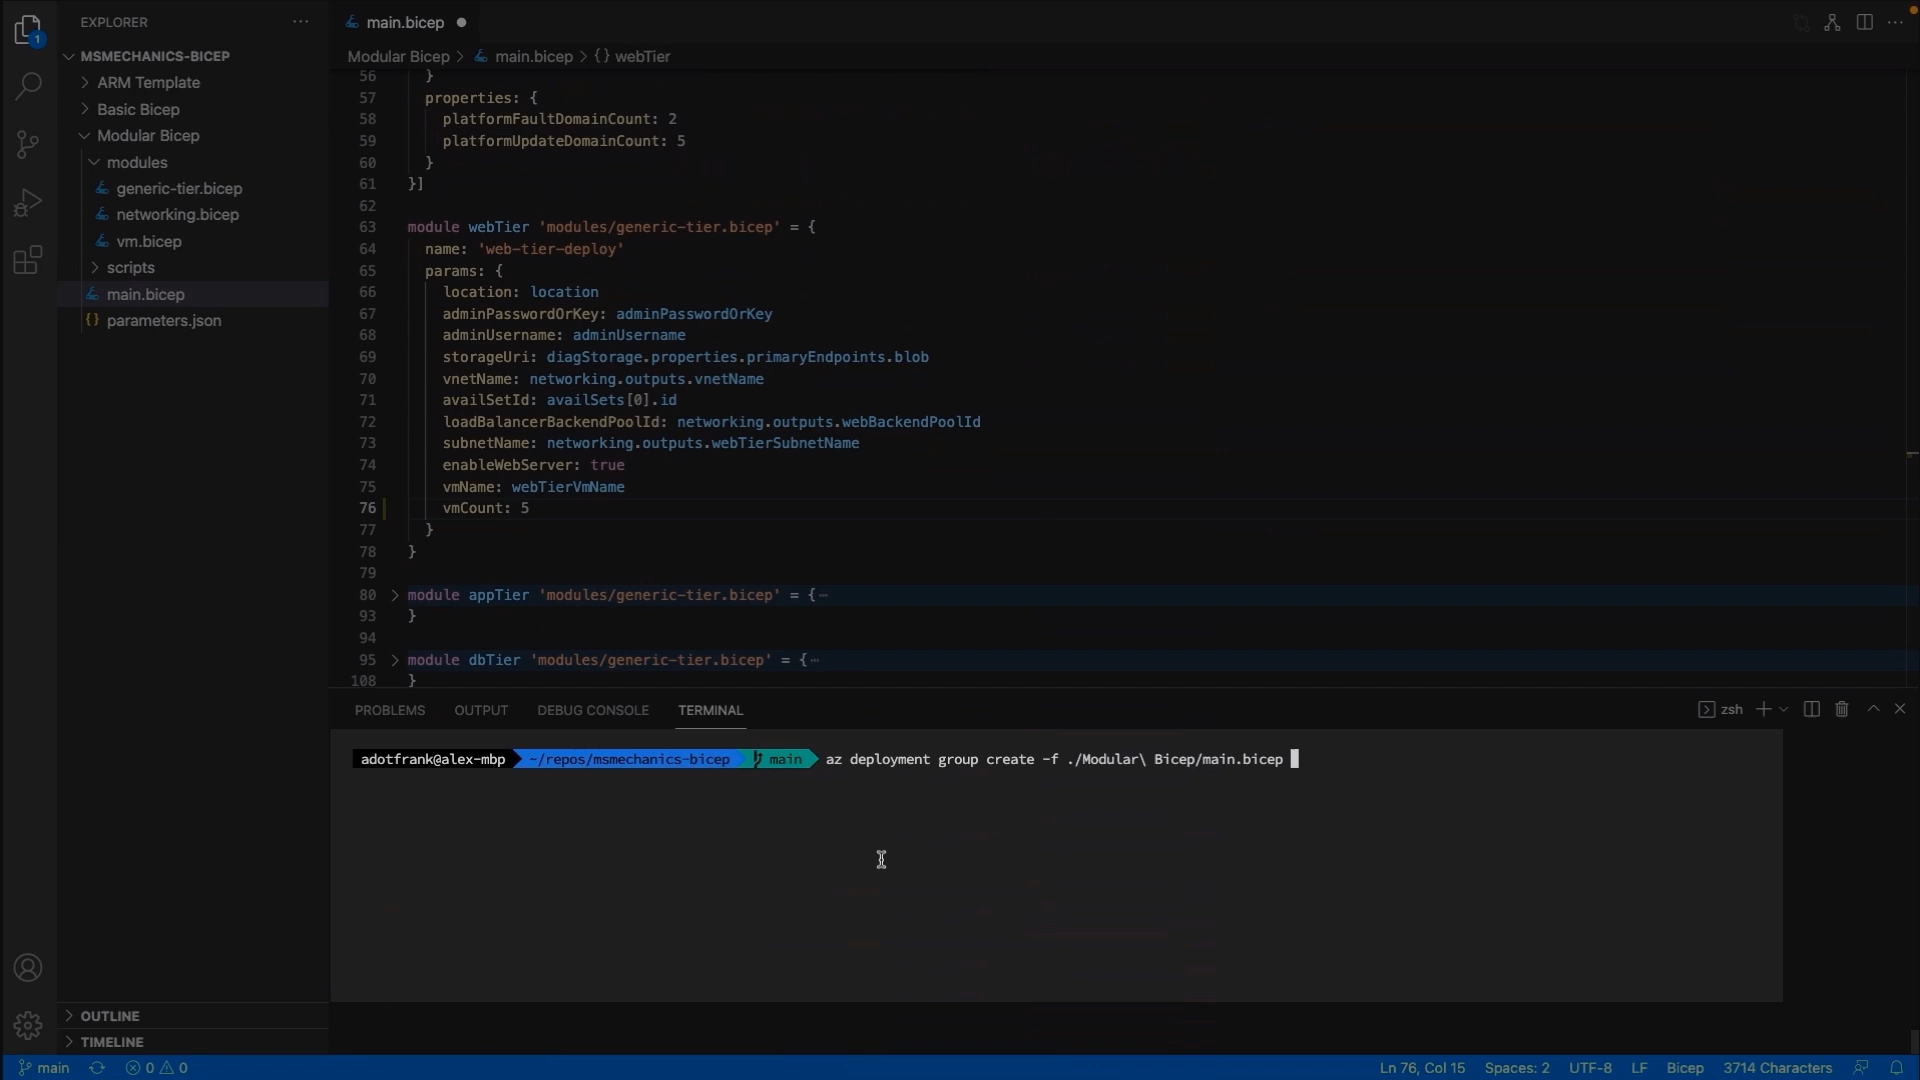 EXPLORER
MSMECHANICS-BICEP
ARM Template
Basic Bicep
Modular Bicep
modules
generic-tier.bicep
networking.bicep
vm.bicep
scripts
main.bicep
{} parameters.json
OUTLINE
TIMELINE
1
main.bicep
Modular Bicep > main.bicep > {} webTier
56 }
57 properties: {
58 platformFaultDomainCount: 2
59 platformUpdateDomainCount: 5
60 }
61 }]
62
63 module webTier 'modules/generic-tier.bicep' = {
64 name: 'web-tier-deploy'
65 params: {
66 location: location
67 adminPasswordOrKey: adminPasswordOrKey
68 adminUsername: adminUsername
69 storageUri: diagStorage.properties.primaryEndpoints.blob
70 vnetName: networking.outputs.vnetName
71 availSetId: availSets[0].id
72 loadBalancerBackendPoolId: networking.outputs.webBackendPoolId
73 subnetName: networking.outputs.webTierSubnetName
74 enableWebServer: true
75 vmName: webTierVmName
76 vmCount: 5
77 }
78 }
79
80 > module appTier 'modules/generic-tier.bicep' = {⋯
93 }
94
95 > module dbTier 'modules/generic-tier.bicep' = {⋯
108 }
PROBLEMS OUTPUT DEBUG CONSOLE TERMINAL zsh
adotfrank@alex-mbp ~/repos/msmechanics-bicep main az deployment group create -f ./Modular\ Bicep/main.bicep
main 0 0 Ln 76, Col 15 Spaces: 2 UTF-8 LF Bicep 3714 Characters